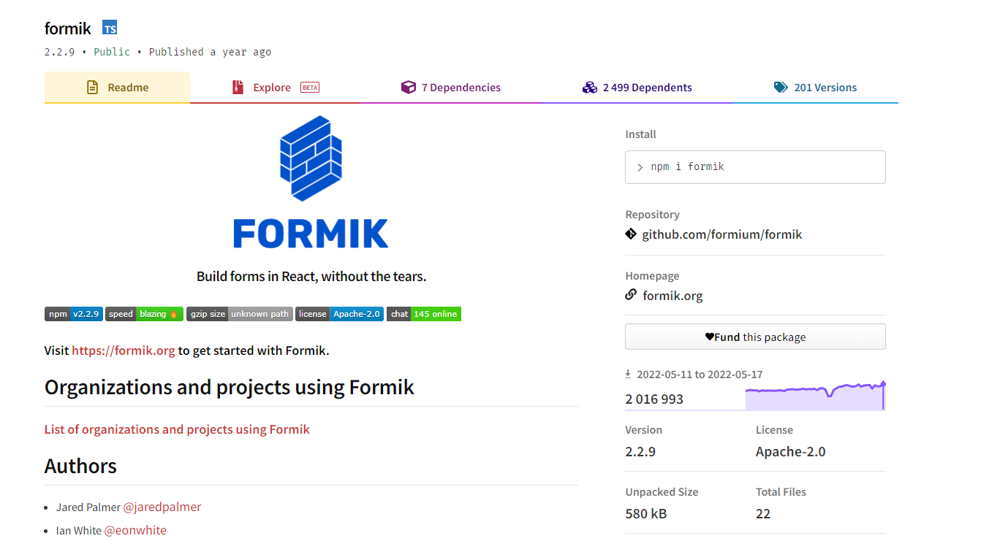 formik TS
2.2.9 • Public • Published a year ago
Readme
Explore BETA
7 Dependencies
2 499 Dependents
201 Versions
FORMIK
Build forms in React, without the tears.
npm v2.2.9 speed blazing 🔥 gzip size unknown path license Apache-2.0 chat 145 online
Visit https://formik.org to get started with Formik.
Organizations and projects using Formik
List of organizations and projects using Formik
Authors
• Jared Palmer @jaredpalmer
• Ian White @eonwhite
Install
> npm i formik
Repository
github.com/formium/formik
Homepage
formik.org
♥Fund this package
2022-05-11 to 2022-05-17
2 016 993
Version
2.2.9
License
Apache-2.0
Unpacked Size
580 kB
Total Files
22